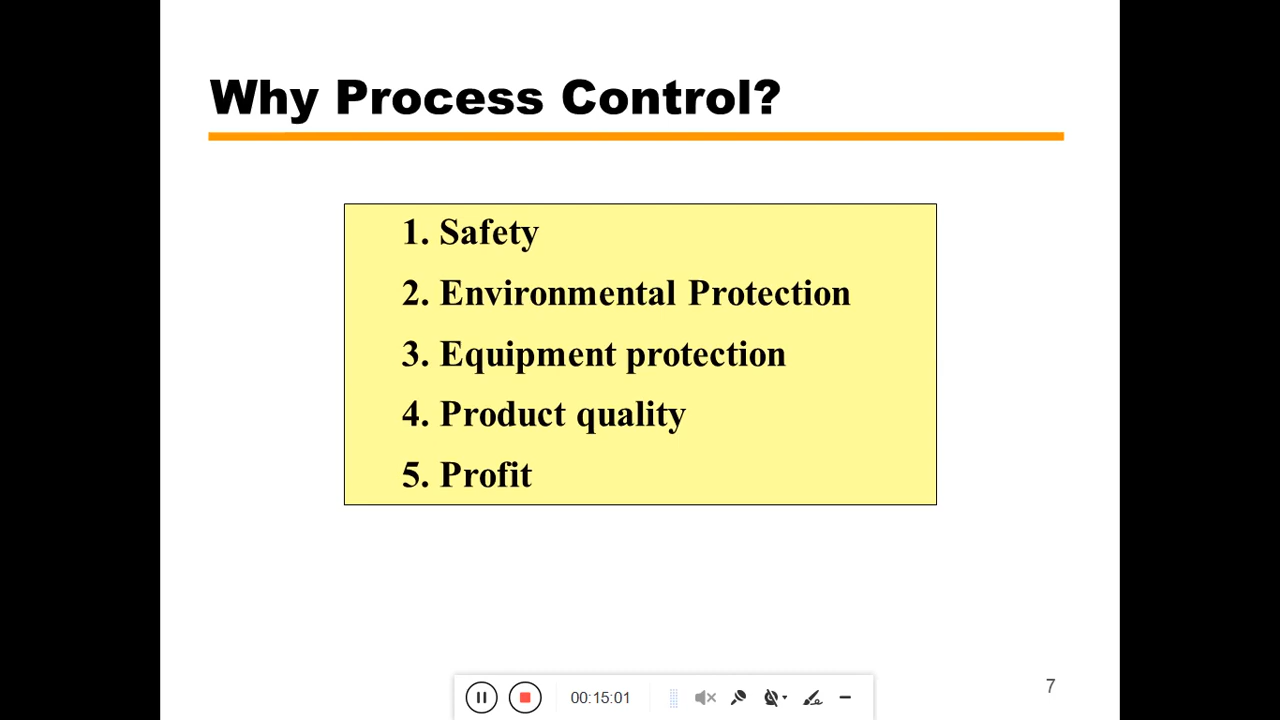 Why Process Control?
1. Safety
2. Environmental Protection
3. Equipment protection
4. Product quality
5. Profit
00:15:01
7